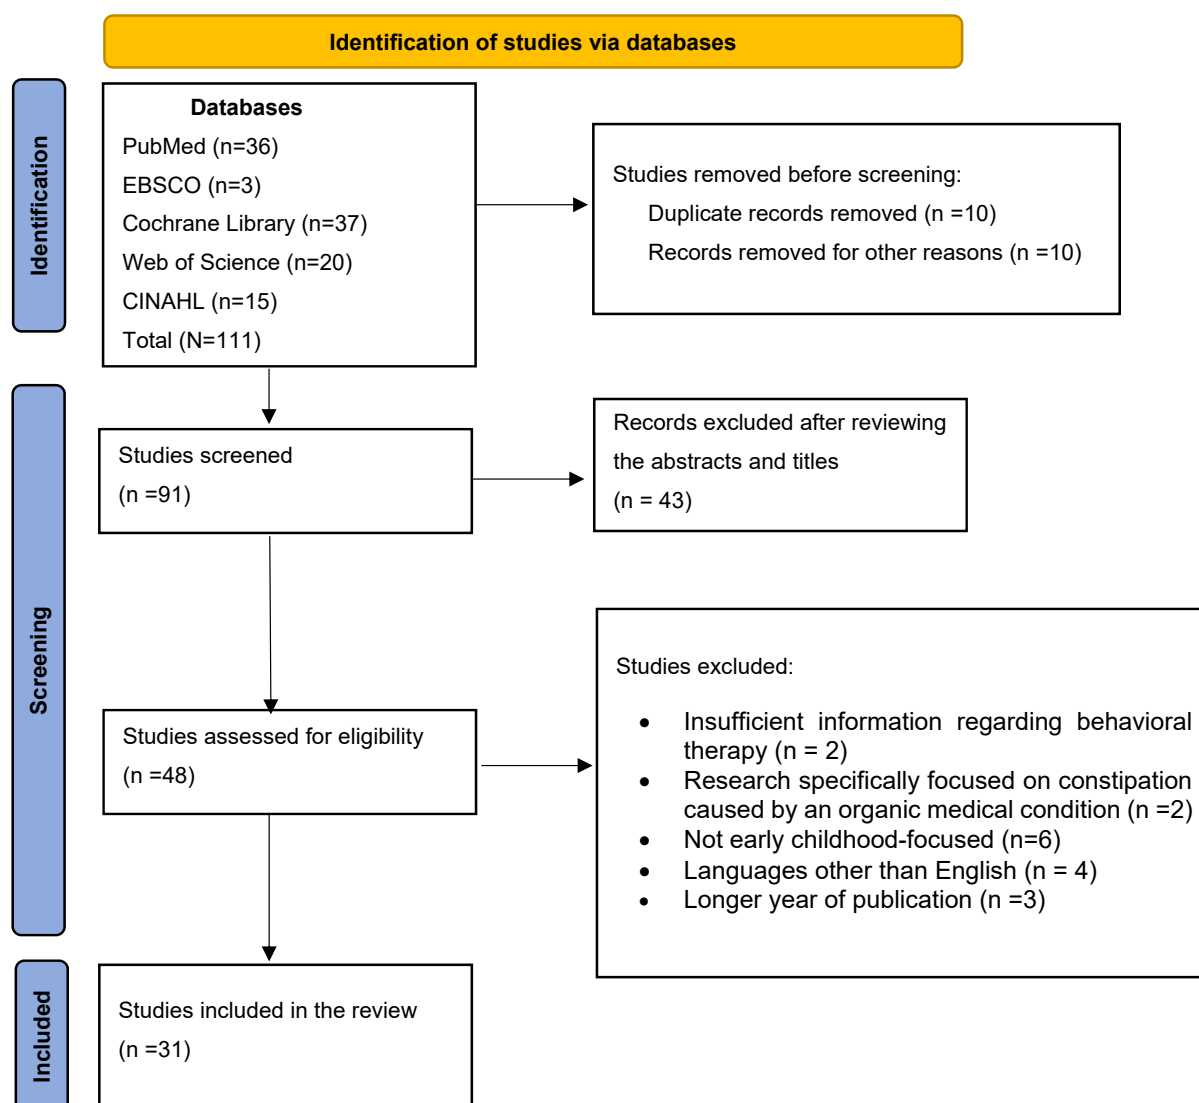 Identification of studies via databases
Identification
Databases
PubMed (n=36)
EBSCO (n=3)
Cochrane Library (n=37)
Web of Science (n=20)
CINAHL (n=15)
Total (N=111)
Studies removed before screening:
Duplicate records removed (n =10)
Records removed for other reasons (n =10)
Screening
Studies screened
(n =91)
Records excluded after reviewing
the abstracts and titles
(n = 43)
Studies assessed for eligibility
(n =48)
Studies excluded:
• Insufficient information regarding behavioral
therapy (n = 2)
• Research specifically focused on constipation
caused by an organic medical condition (n =2)
• Not early childhood-focused (n=6)
• Languages other than English (n = 4)
• Longer year of publication (n =3)
Included
Studies included in the review
(n =31)